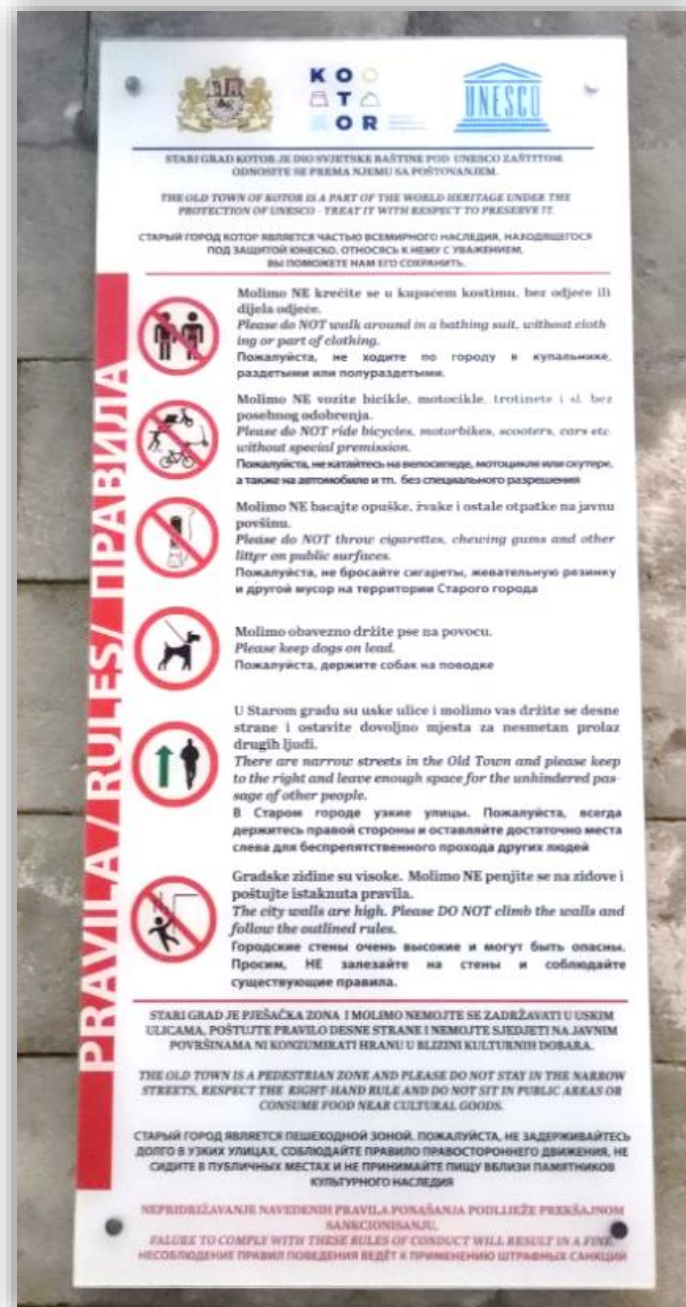 KO
TA
OR
UNESCO
STARI GRAD KOTOR JE DIO SVJETSKE BAŠTINE POD UNESCO ZAŠTITOM.
ODNOSITE SE PREMA NJEMU SA POŠTOVANJEM.
THE OLD TOWN OF KOTOR IS A PART OF THE WORLD HERITAGE UNDER THE
PROTECTION OF UNESCO - TREAT IT WITH RESPECT TO PRESERVE IT.
СТАРЫЙ ГОРОД КОТОР ЯВЛЯЕТСЯ ЧАСТЬЮ ВСЕМИРНОГО НАСЛЕДИЯ, НАХОДЯЩЕГОСЯ
ПОД ЗАЩИТОЙ ЮНЕСКО. ОТНОСЯСЬ К НЕМУ С УВАЖЕНИЕМ,
ВЫ ПОМОЖЕТЕ НАМ ЕГО СОХРАНИТЬ.
PRAVILA / RULES/ ПРАВИЛА
Molimo NE krećite se u kupaćem kostimu, bez odjeće ili
dijela odjeće.
Please do NOT walk around in a bathing suit, without cloth
ing or part of clothing.
Пожалуйста, не ходите по городу в купальнике,
раздетыми или полураздетыми.
Molimo NE vozite bicikle, motocikle, trotinete i sl. bez
posebnog odobrenja.
Please do NOT ride bicycles, motorbikes, scooters, cars etc.
without special premission.
Пожалуйста, не катайтесь на велосипеде, мотоцикле или скутере,
а также на автомобиле и тп. без специального разрешения
Molimo NE bacajte opuške, žvake i ostale otpatke na javnu
povšinu.
Please do NOT throw cigarettes, chewing gums and other
litter on public surfaces.
Пожалуйста, не бросайте сигареты, жевательную резинку
и другой мусор на территории Старого города
Molimo obavezno držite pse na povocu.
Please keep dogs on lead.
Пожалуйста, держите собак на поводке
U Starom gradu su uske ulice i molimo vas držite se desne
strane i ostavite dovoljno mjesta za nesmetan prolaz
drugih ljudi.
There are narrow streets in the Old Town and please keep
to the right and leave enough space for the unhindered pas-
sage of other people.
В Старом городе узкие улицы. Пожалуйста, всегда
держитесь правой стороны и оставляйте достаточно места
слева для беспрепятственного прохода других людей
Gradske zidine su visoke. Molimo NE penjite se na zidove i
poštujte istaknuta pravila.
The city walls are high. Please DO NOT climb the walls and
follow the outlined rules.
Городские стены очень высокие и могут быть опасны.
Просим, НЕ залезайте на стены и соблюдайте
существующие правила.
STARI GRAD JE PJEŠAČKA ZONA I MOLIMO NEMOJTE SE ZADRŽAVATI U USKIM
ULICAMA, POŠTUJTE PRAVILO DESNE STRANE I NEMOJTE SJEDJETI NA JAVNIM
POVRŠINAMA NI KONZUMIRATI HRANU U BLIZINI KULTURNIH DOBARA.
THE OLD TOWN IS A PEDESTRIAN ZONE AND PLEASE DO NOT STAY IN THE NARROW
STREETS, RESPECT THE RIGHT-HAND RULE AND DO NOT SIT IN PUBLIC AREAS OR
CONSUME FOOD NEAR CULTURAL GOODS.
СТАРЫЙ ГОРОД ЯВЛЯЕТСЯ ПЕШЕХОДНОЙ ЗОНОЙ. ПОЖАЛУЙСТА, НЕ ЗАДЕРЖИВАЙТЕСЬ
ДОЛГО В УЗКИХ УЛИЦАХ, СОБЛЮДАЙТЕ ПРАВИЛО ПРАВОСТОРОННЕГО ДВИЖЕНИЯ, НЕ
СИДИТЕ В ПУБЛИЧНЫХ МЕСТАХ И НЕ ПРИНИМАЙТЕ ПИЩУ ВБЛИЗИ ПАМЯТНИКОВ
КУЛЬТУРНОГО НАСЛЕДИЯ
NEPRIDRŽAVANJE NAVEDENIH PRAVILA PONAŠANJA PODLIJEŽE PREKŠAJNOM
SANKCIONISANJU.
FALURE TO COMPLY WITH THESE RULES OF CONDUCT WILL RESULT IN A FINE.
НЕСОБЛЮДЕНИЕ ПРАВИЛ ПОВЕДЕНИЯ ВЕДЁТ К ПРИМЕНЕНИЮ ШТРАФНЫХ САНКЦИЙ